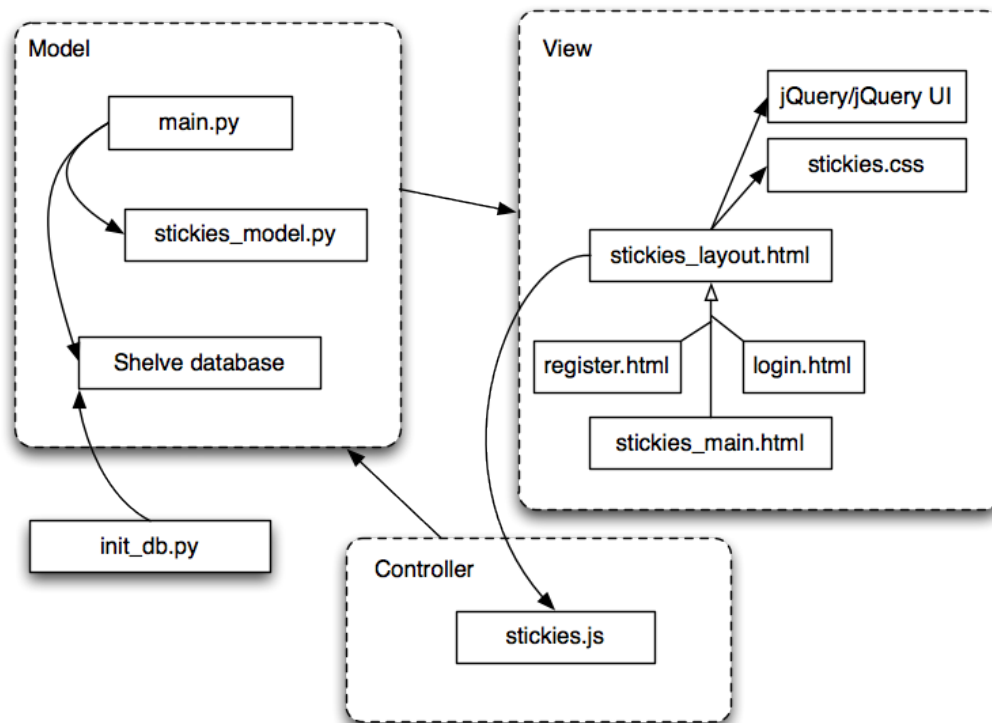 Model
main.py
stickies_model.py
Shelve database
init_db.py
View
jQuery/jQuery UI
stickies.css
stickies_layout.html
register.html
login.html
stickies_main.html
Controller
stickies.js